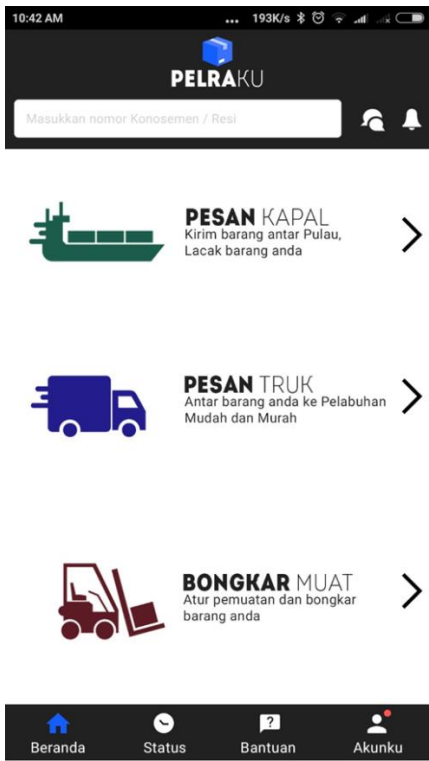 10:42 AM ... 193K/s
PELRAKU
Masukkan nomor Konosemen / Resi
PESAN KAPAL
Kirim barang antar Pulau,
Lacak barang anda
PESAN TRUK
Antar barang anda ke Pelabuhan
Mudah dan Murah
BONGKAR MUAT
Atur pemuatan dan bongkar
barang anda
?
Beranda Status Bantuan Akunku